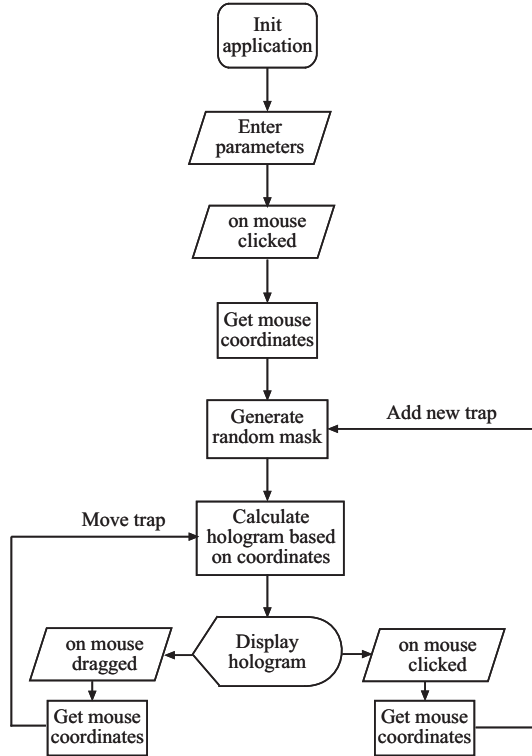 Init
application
Enter
parameters
on mouse
clicked
Get mouse
coordinates
Generate
random mask
Add new trap
Calculate
hologram based
on coordinates
Move trap
Display
hologram
on mouse
dragged
on mouse
clicked
Get mouse
coordinates
Get mouse
coordinates